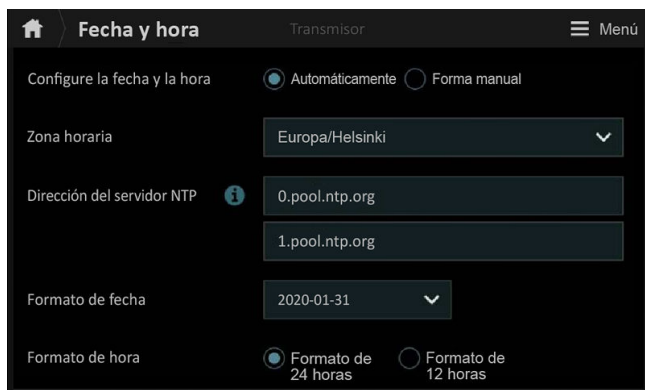 Fecha y hora
Transmisor
Menú
Configure la fecha y la hora
Automáticamente
Forma manual
Zona horaria
Europa/Helsinki
Dirección del servidor NTP
i
0.pool.ntp.org
1.pool.ntp.org
Formato de fecha
2020-01-31
Formato de hora
Formato de
24 horas
Formato de
12 horas